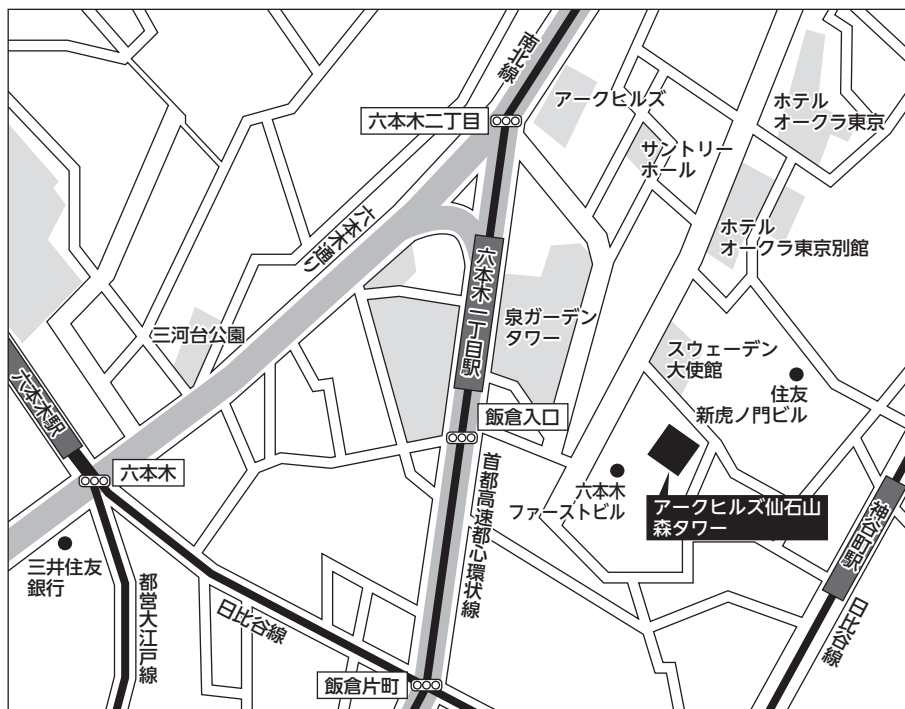 南北線
六本木二丁目
アークヒルズ
ホテル
オークラ東京
サントリー
ホール
六本木通り
ホテル
オークラ東京別館
六本木一丁目駅
泉ガーデン
タワー
三河台公園
スウェーデン
大使館
住友
新虎ノ門ビル
六本木駅
飯倉入口
六本木
六本木
ファーストビル
アークヒルズ仙石山
森タワー
神谷町駅
首都高速都心環状線
三井住友
銀行
都営大江戸線
日比谷線
日比谷線
飯倉片町